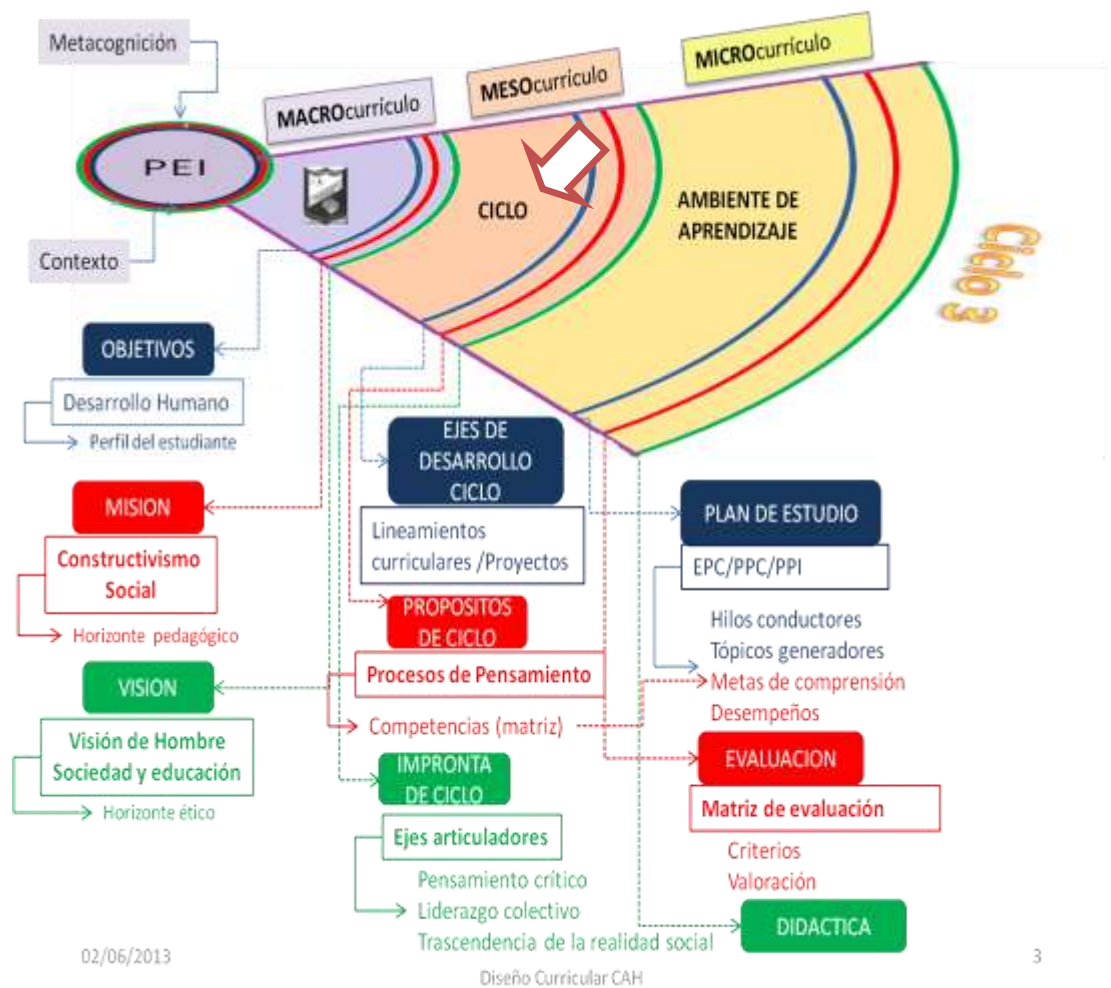 Metacognición
MICROcurrículo
MESOcurrículo
MACROcurrículo
PEI
CICLO
AMBIENTE DE
APRENDIZAJE
Contexto
Ciclo 3
OBJETIVOS
Desarrollo Humano
Perfil del estudiante
MISION
Constructivismo
Social
Horizonte pedagógico
VISION
Visión de Hombre
Sociedad y educación
Horizonte ético
EJES DE
DESARROLLO
CICLO
Lineamientos
curriculares /Proyectos
PROPOSITOS
DE CICLO
Procesos de Pensamiento
Competencias (matriz)
IMPRONTA
DE CICLO
Ejes articuladores
Pensamiento crítico
Liderazgo colectivo
Trascendencia de la realidad social
PLAN DE ESTUDIO
EPC/PPC/PPI
Hilos conductores
Tópicos generadores
Metas de comprensión
Desempeños
EVALUACION
Matriz de evaluación
Criterios
Valoración
DIDACTICA
02/06/2013
Diseño Curricular CAH
3